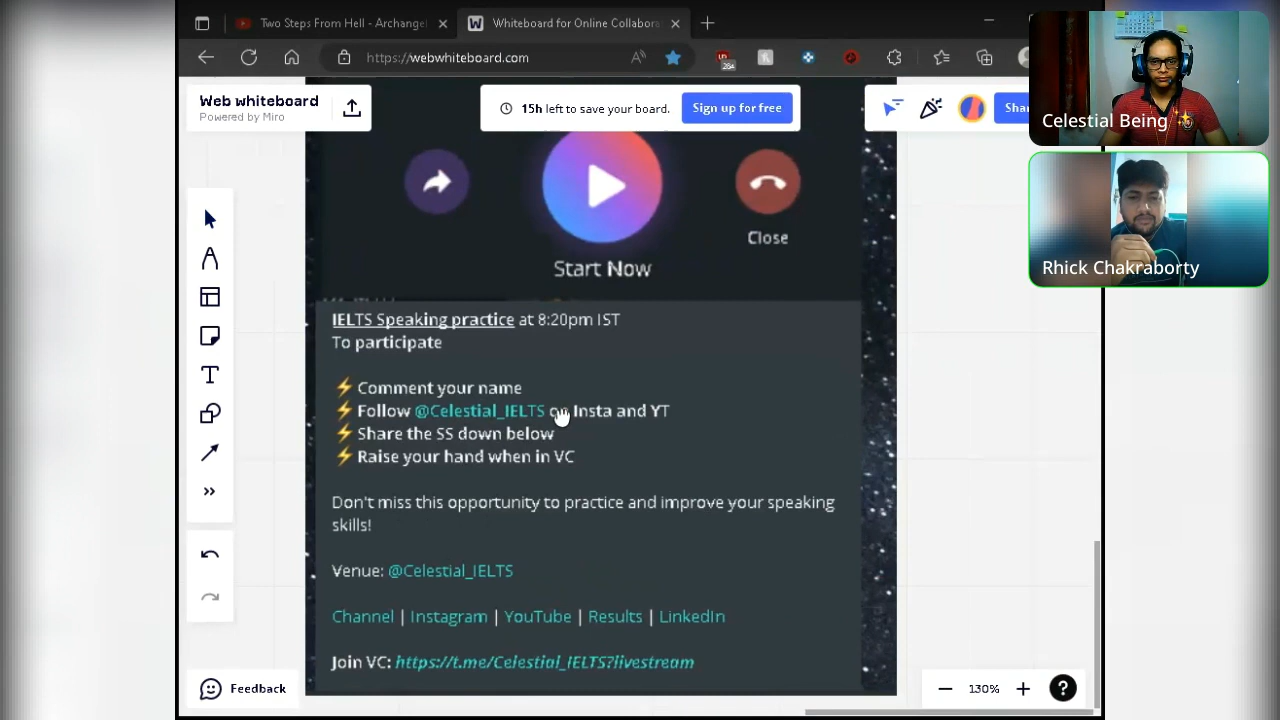 Two Steps From Hell - Archange
Whiteboard for Online Collabora
https://webwhiteboard.com
Web whiteboard
Powered by Miro
15h left to save your board.
Sign up for free
Shar
Celestial Being ✨
Rhick Chakraborty
Close
Start Now
IELTS Speaking practice at 8:20pm IST
To participate
⚡ Comment your name
⚡ Follow @Celestial_IELTS on Insta and YT
⚡ Share the SS down below
⚡ Raise your hand when in VC
Don't miss this opportunity to practice and improve your speaking
skills!
Venue: @Celestial_IELTS
Channel | Instagram | YouTube | Results | LinkedIn
Join VC: https://t.me/Celestial_IELTS?livestream
Feedback
130%